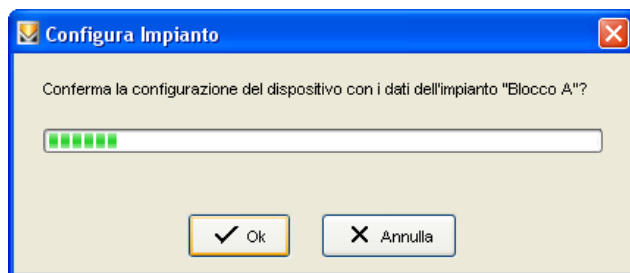 Configura Impianto
Conferma la configurazione del dispositivo con i dati dell'impianto "Blocco A"?
Ok
Annulla